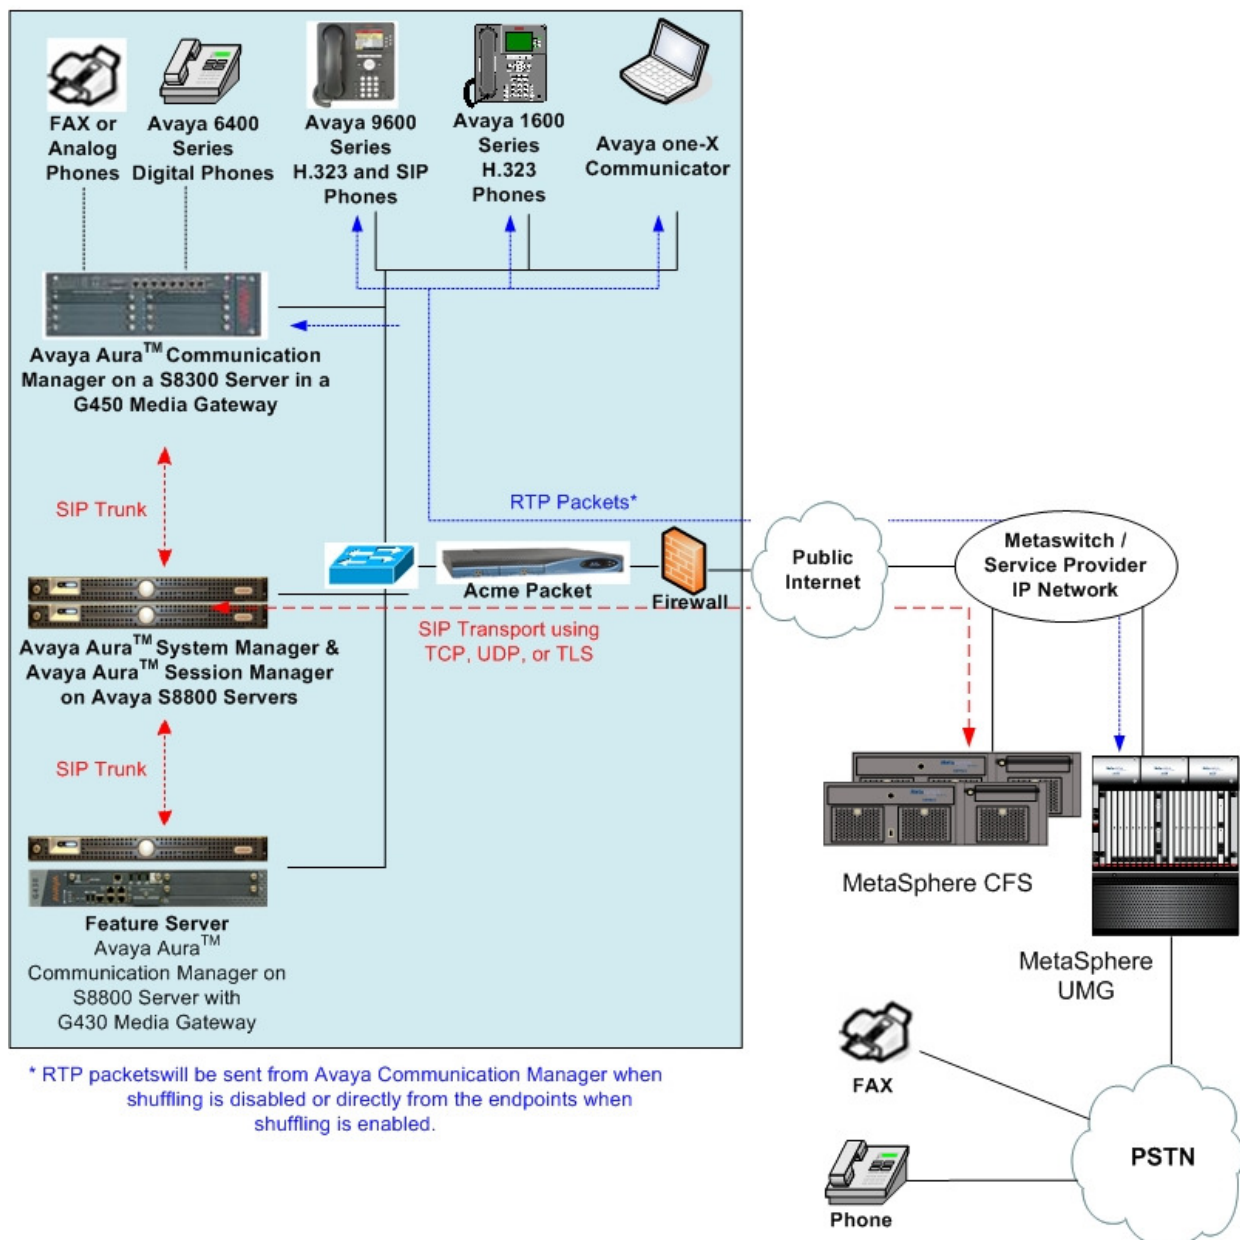 FAX or
Analog
Phones
Avaya 6400
Series
Digital Phones
Avaya 9600
Series
H.323 and SIP
Phones
Avaya 1600
Series
H.323
Phones
Avaya one-X
Communicator
Avaya Aura™ Communication
Manager on a S8300 Server in a
G450 Media Gateway
SIP Trunk
RTP Packets*
Acme Packet
Firewall
Public
Internet
Metaswitch /
Service Provider
IP Network
SIP Transport using
TCP, UDP, or TLS
Avaya Aura™ System Manager &
Avaya Aura™ Session Manager
on Avaya S8800 Servers
SIP Trunk
G430
Feature Server
Avaya Aura™
Communication Manager on
S8800 Server with
G430 Media Gateway
MetaSphere CFS
MetaSphere
UMG
* RTP packetswill be sent from Avaya Communication Manager when
shuffling is disabled or directly from the endpoints when
shuffling is enabled.
FAX
PSTN
Phone